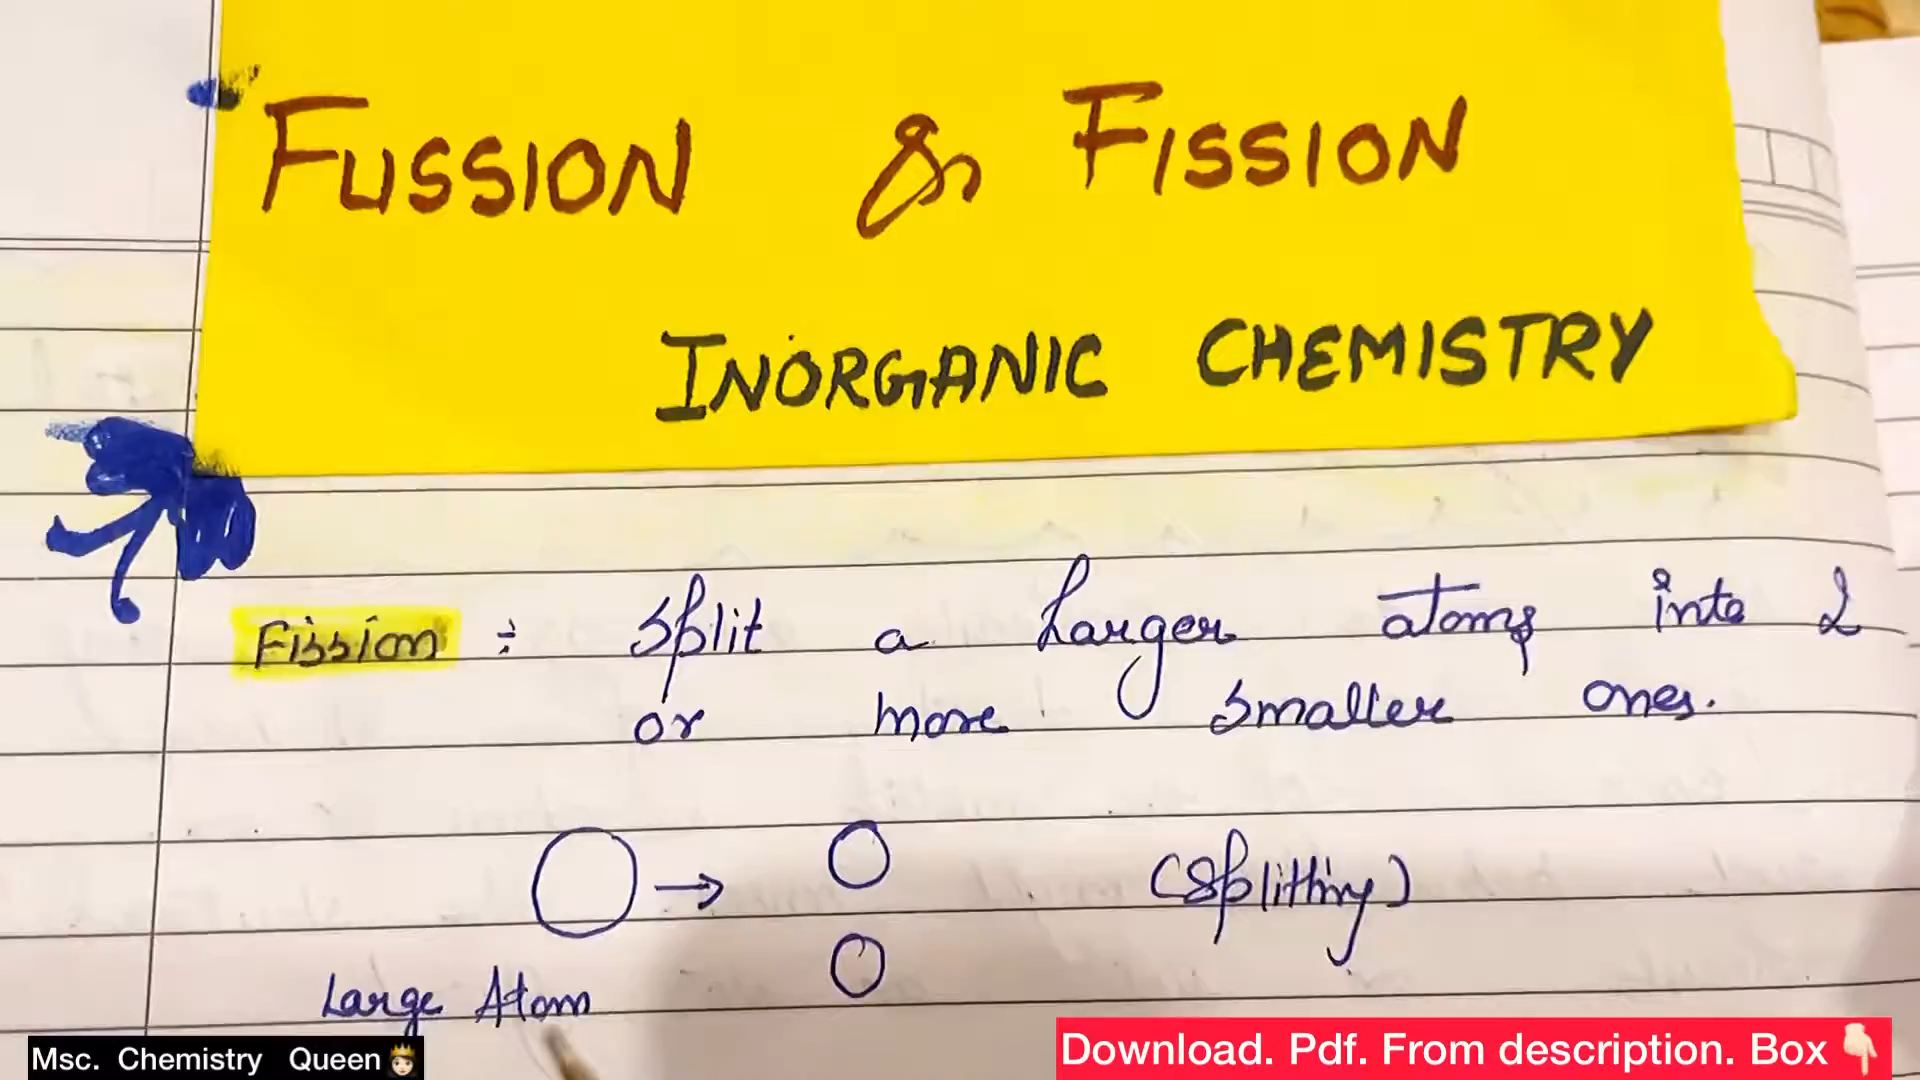 FUSSION & FISSION
INORGANIC CHEMISTRY
Fission :- Split a Larger atoms into 2
or more smaller ones.
(Splitting)
Large Atom
Msc. Chemistry Queen👸🏻
Download. Pdf. From description. Box 👇🏻